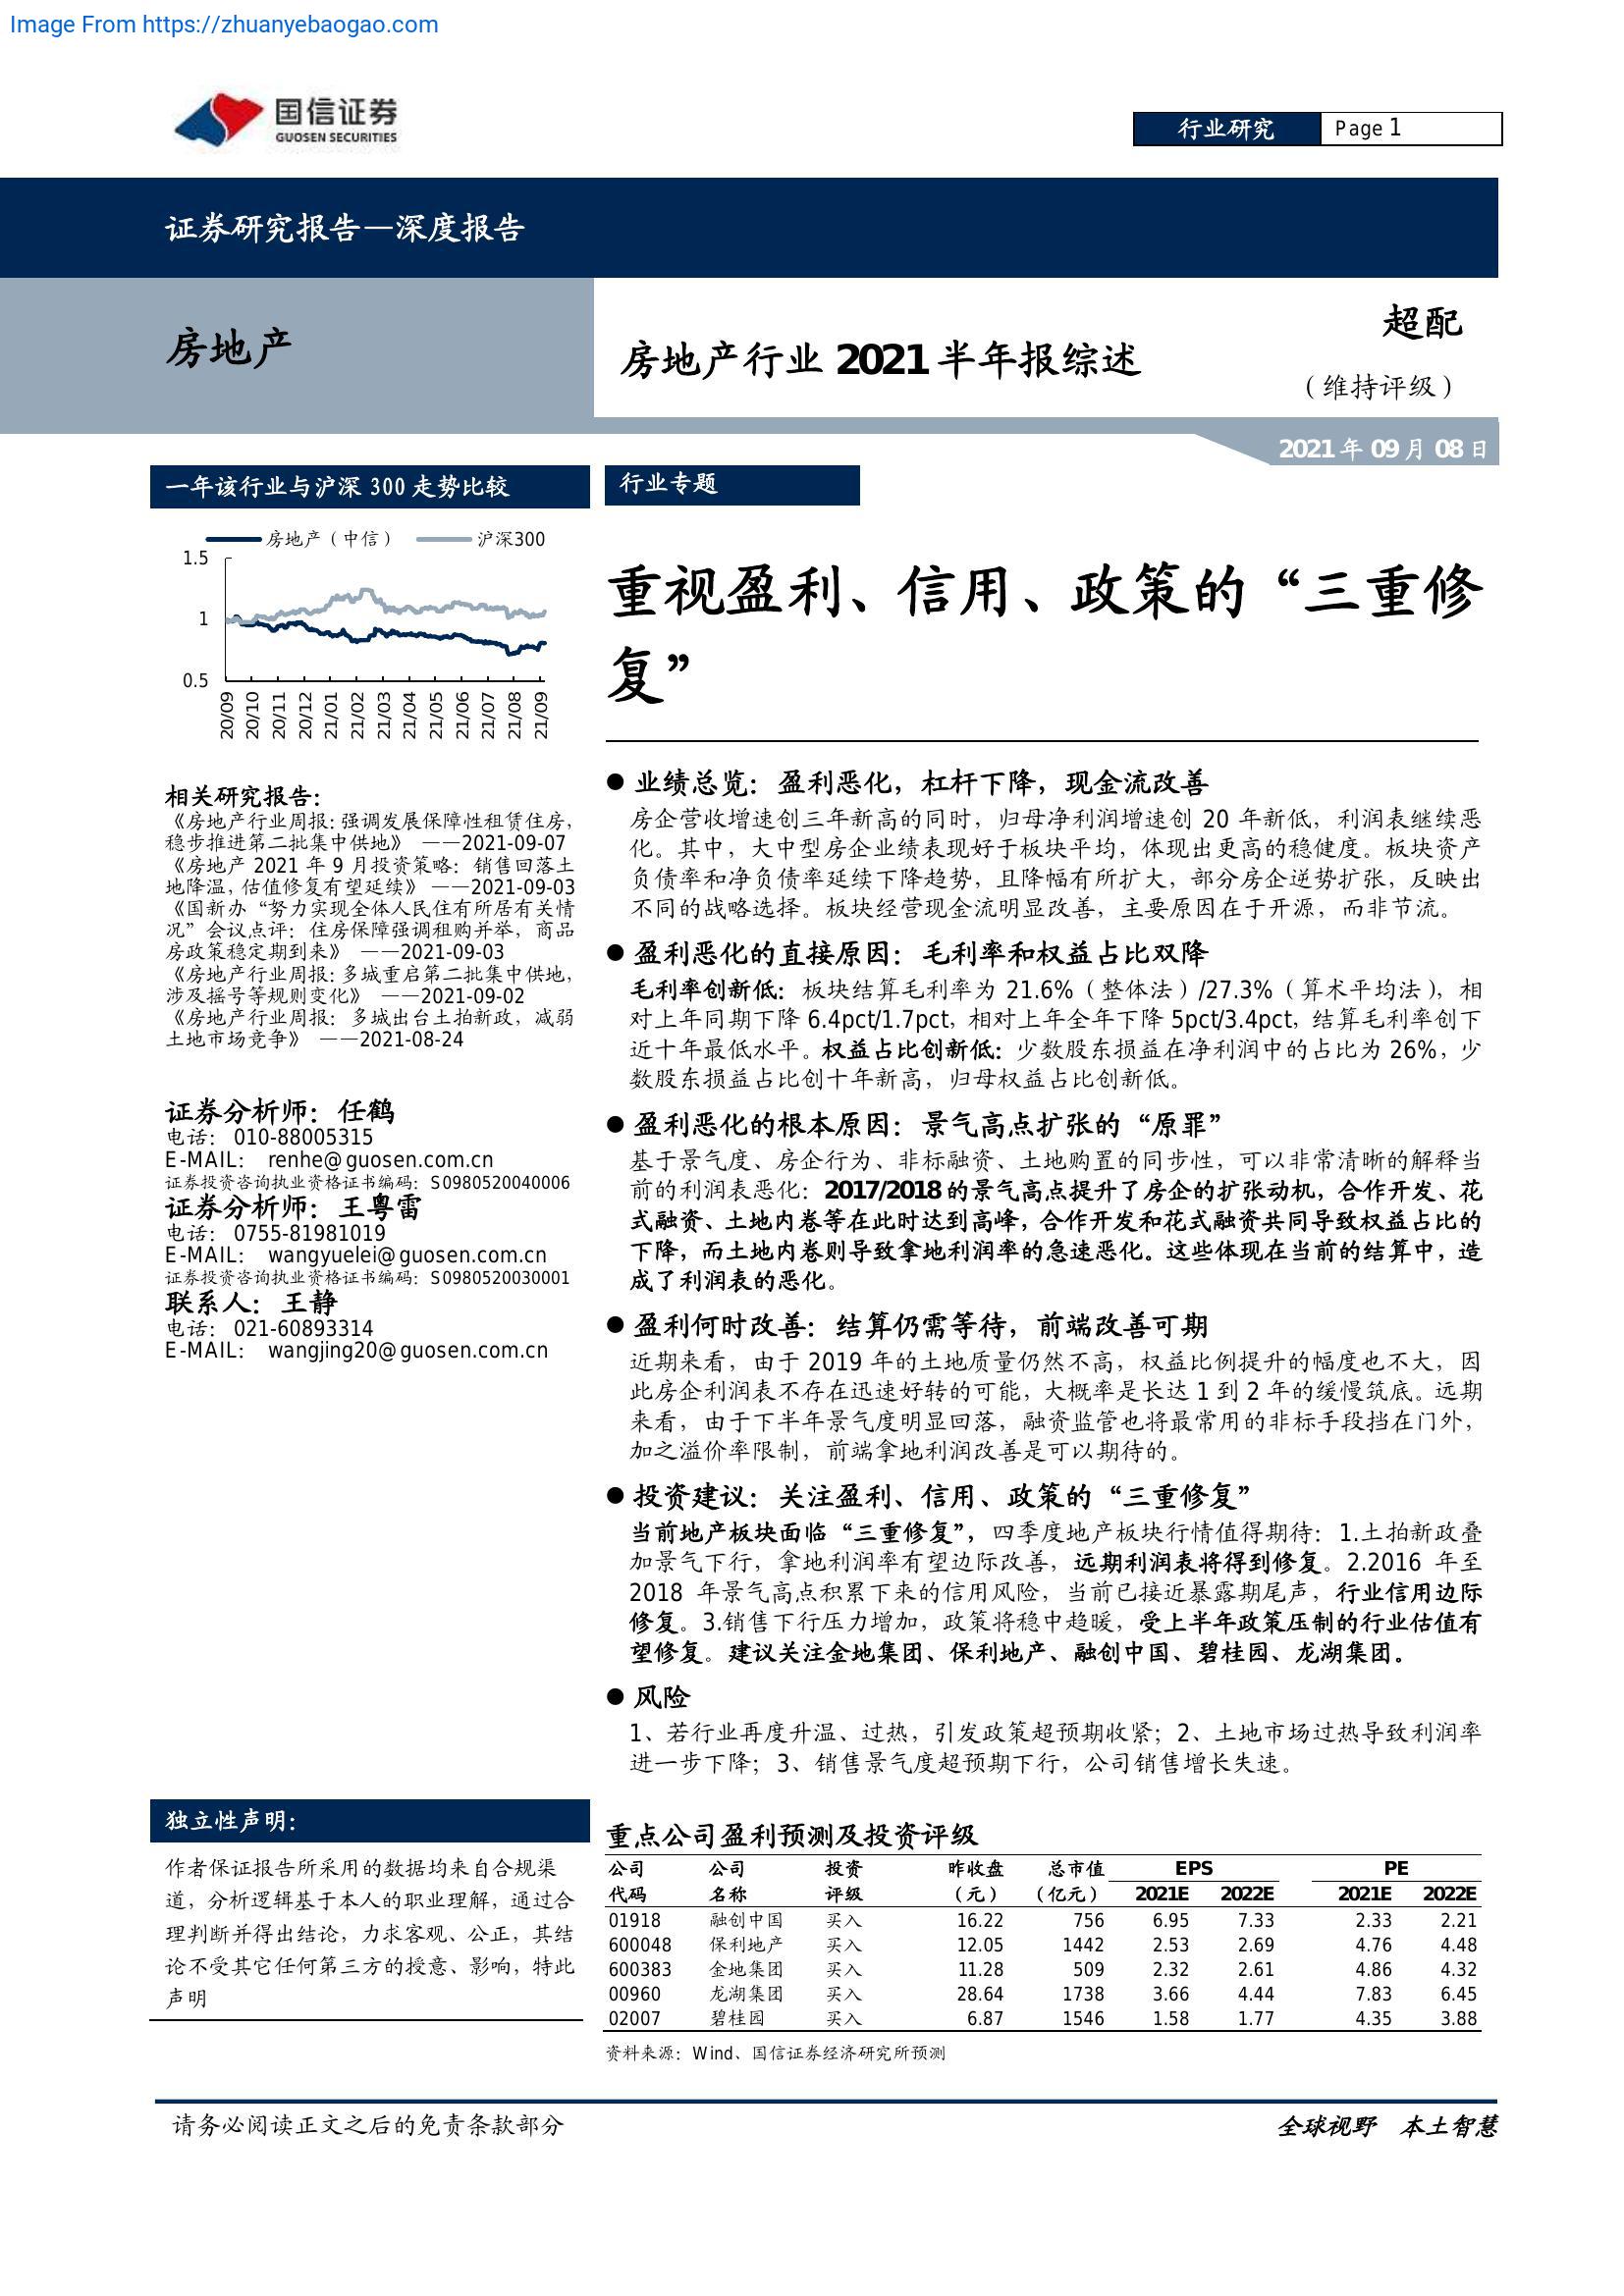 Image From https://zhuanyebaogao.com
国信证券
GUOSEN SECURITIES
行业研究
Page 1
证券研究报告—深度报告
房地产
房地产行业 2021 半年报综述
超配
（维持评级）
2021 年 09 月 08 日
一年该行业与沪深 300 走势比较
房地产（中信）
沪深300
1.5
1
0.5
20/09
20/10
20/11
20/12
21/01
21/02
21/03
21/04
21/05
21/06
21/07
21/08
21/09
相关研究报告：
《房地产行业周报：强调发展保障性租赁住房，
稳步推进第二批集中供地》 ——2021-09-07
《房地产 2021 年 9 月投资策略：销售回落土
地降温，估值修复有望延续》 ——2021-09-03
《国新办“努力实现全体人民住有所居有关情
况”会议点评：住房保障强调租购并举，商品
房政策稳定期到来》 ——2021-09-03
《房地产行业周报：多城重启第二批集中供地，
涉及摇号等规则变化》 ——2021-09-02
《房地产行业周报：多城出台土拍新政，减弱
土地市场竞争》 ——2021-08-24
证券分析师：任鹤
电话： 010-88005315
E-MAIL： renhe@guosen.com.cn
证券投资咨询执业资格证书编码：S0980520040006
证券分析师：王粤雷
电话： 0755-81981019
E-MAIL： wangyuelei@guosen.com.cn
证券投资咨询执业资格证书编码：S0980520030001
联系人：王静
电话： 021-60893314
E-MAIL： wangjing20@guosen.com.cn
独立性声明：
作者保证报告所采用的数据均来自合规渠
道，分析逻辑基于本人的职业理解，通过合
理判断并得出结论，力求客观、公正，其结
论不受其它任何第三方的授意、影响，特此
声明
行业专题
重视盈利、信用、政策的“三重修
复”
● 业绩总览：盈利恶化，杠杆下降，现金流改善
房企营收增速创三年新高的同时，归母净利润增速创 20 年新低，利润表继续恶
化。其中，大中型房企业绩表现好于板块平均，体现出更高的稳健度。板块资产
负债率和净负债率延续下降趋势，且降幅有所扩大，部分房企逆势扩张，反映出
不同的战略选择。板块经营现金流明显改善，主要原因在于开源，而非节流。
● 盈利恶化的直接原因：毛利率和权益占比双降
毛利率创新低：板块结算毛利率为 21.6%（整体法）/27.3%（算术平均法），相
对上年同期下降 6.4pct/1.7pct，相对上年全年下降 5pct/3.4pct，结算毛利率创下
近十年最低水平。权益占比创新低：少数股东损益在净利润中的占比为 26%，少
数股东损益占比创十年新高，归母权益占比创新低。
● 盈利恶化的根本原因：景气高点扩张的“原罪”
基于景气度、房企行为、非标融资、土地购置的同步性，可以非常清晰的解释当
前的利润表恶化：2017/2018 的景气高点提升了房企的扩张动机，合作开发、花
式融资、土地内卷等在此时达到高峰，合作开发和花式融资共同导致权益占比的
下降，而土地内卷则导致拿地利润率的急速恶化。这些体现在当前的结算中，造
成了利润表的恶化。
● 盈利何时改善：结算仍需等待，前端改善可期
近期来看，由于 2019 年的土地质量仍然不高，权益比例提升的幅度也不大，因
此房企利润表不存在迅速好转的可能，大概率是长达 1 到 2 年的缓慢筑底。远期
来看，由于下半年景气度明显回落，融资监管也将最常用的非标手段挡在门外，
加之溢价率限制，前端拿地利润改善是可以期待的。
● 投资建议：关注盈利、信用、政策的“三重修复”
当前地产板块面临“三重修复”，四季度地产板块行情值得期待：1.土拍新政叠
加景气下行，拿地利润率有望边际改善，远期利润表将得到修复。2.2016 年至
2018 年景气高点积累下来的信用风险，当前已接近暴露期尾声，行业信用边际
修复。3.销售下行压力增加，政策将稳中趋暖，受上半年政策压制的行业估值有
望修复。建议关注金地集团、保利地产、融创中国、碧桂园、龙湖集团。
● 风险
1、若行业再度升温、过热，引发政策超预期收紧；2、土地市场过热导致利润率
进一步下降；3、销售景气度超预期下行，公司销售增长失速。
重点公司盈利预测及投资评级
公司 公司 投资 昨收盘 总市值 EPS PE
代码 名称 评级 （元） （亿元） 2021E 2022E 2021E 2022E
01918 融创中国 买入 16.22 756 6.95 7.33 2.33 2.21
600048 保利地产 买入 12.05 1442 2.53 2.69 4.76 4.48
600383 金地集团 买入 11.28 509 2.32 2.61 4.86 4.32
00960 龙湖集团 买入 28.64 1738 3.66 4.44 7.83 6.45
02007 碧桂园 买入 6.87 1546 1.58 1.77 4.35 3.88
资料来源：Wind、国信证券经济研究所预测
请务必阅读正文之后的免责条款部分
全球视野 本土智慧